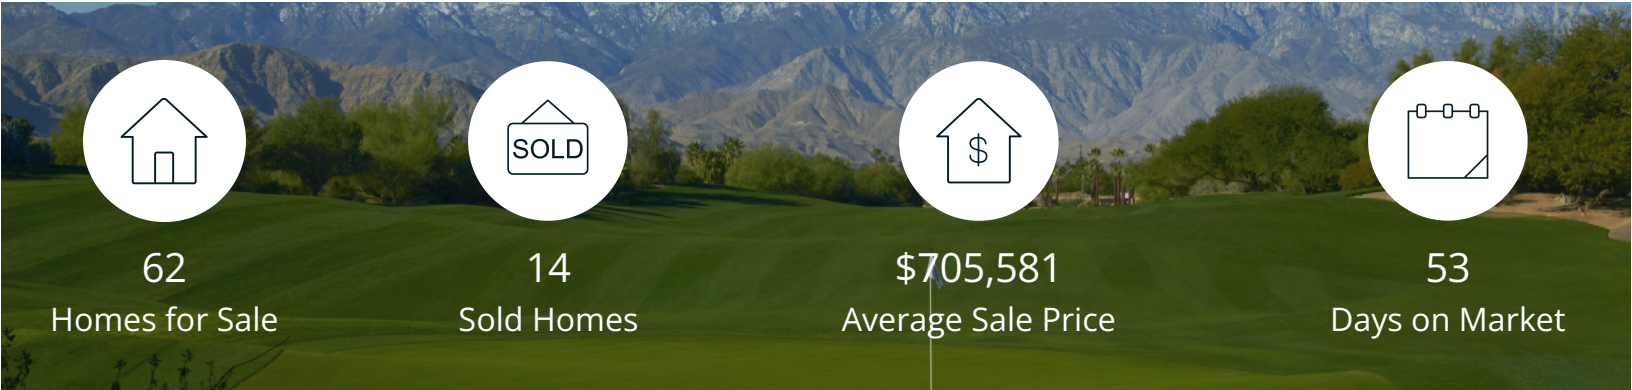 SOLD
$
62
14
$705,581
53
Homes for Sale
Sold Homes
Average Sale Price
Days on Market